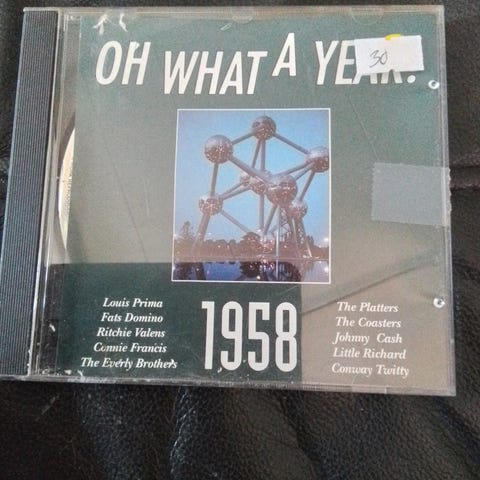 OH WHAT A YEAR!
30
Louis Prima
Fats Domino
Ritchie Valens
Connie Francis
The Everly Brothers
1958
The Platters
The Coasters
Johnny Cash
Little Richard
Conway Twitty